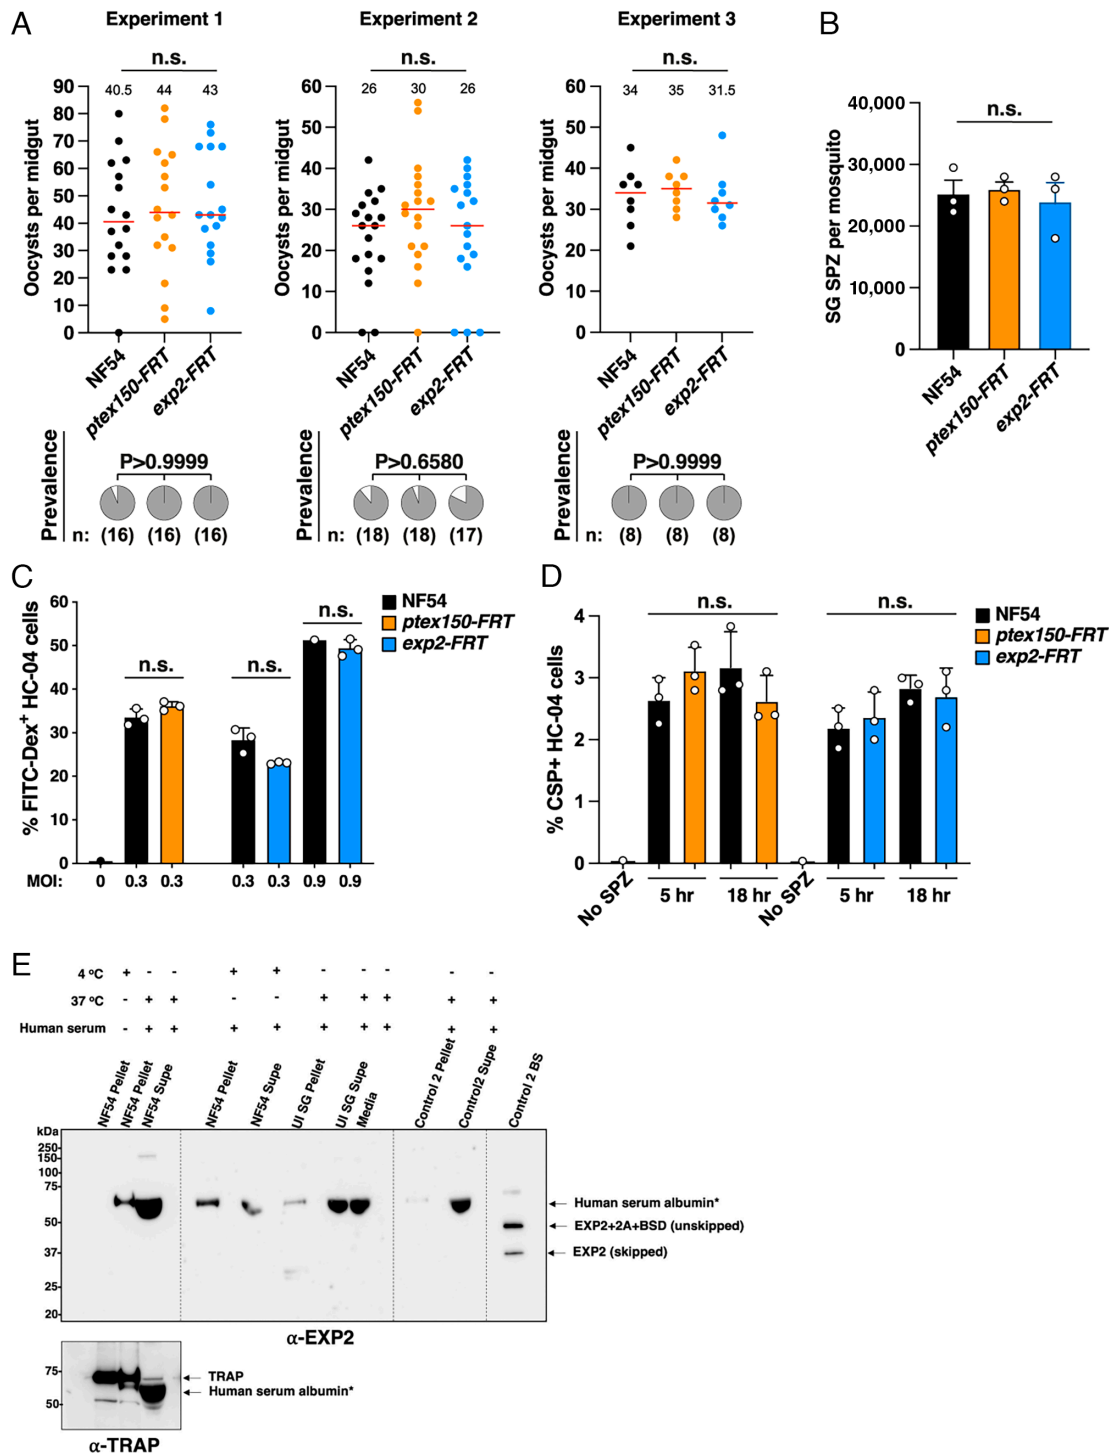 A
Experiment 1
Experiment 2
Experiment 3
n.s.
n.s.
n.s.
40.5 44 43
26 30 26
34 35 31.5
Oocysts per midgut
90
80
70
60
50
40
30
20
10
0
Oocysts per midgut
60
50
40
30
20
10
0
Oocysts per midgut
60
50
40
30
20
10
0
NF54 ptex150-FRT exp2-FRT
NF54 ptex150-FRT exp2-FRT
NF54 ptex150-FRT exp2-FRT
Prevalence
P>0.9999
n: (16) (16) (16)
Prevalence
P>0.6580
n: (18) (18) (17)
Prevalence
P>0.9999
n: (8) (8) (8)
B
SG SPZ per mosquito
40,000
30,000
20,000
10,000
0
n.s.
NF54 ptex150-FRT exp2-FRT
C
% FITC-Dex+ HC-04 cells
60
50
40
30
20
10
0
n.s.
n.s.
n.s.
NF54
ptex150-FRT
exp2-FRT
MOI: 0 0.3 0.3 0.3 0.3 0.9 0.9
D
% CSP+ HC-04 cells
4
3
2
1
0
n.s.
n.s.
NF54
ptex150-FRT
exp2-FRT
No SPZ 5 hr 18 hr No SPZ 5 hr 18 hr
E
4 ºC + - - + + - - - - -
37 ºC - + + - - + + + + +
Human serum - + + + + + + + + +
NF54 Pellet
NF54 Pellet
NF54 Supe
NF54 Pellet
NF54 Supe
UI SG Pellet
UI SG Supe
Media
Control 2 Pellet
Control2 Supe
Control 2 BS
kDa
250
150
100
75
50
37
25
20
Human serum albumin*
EXP2+2A+BSD (unskipped)
EXP2 (skipped)
α-EXP2
75
50
TRAP
Human serum albumin*
α-TRAP